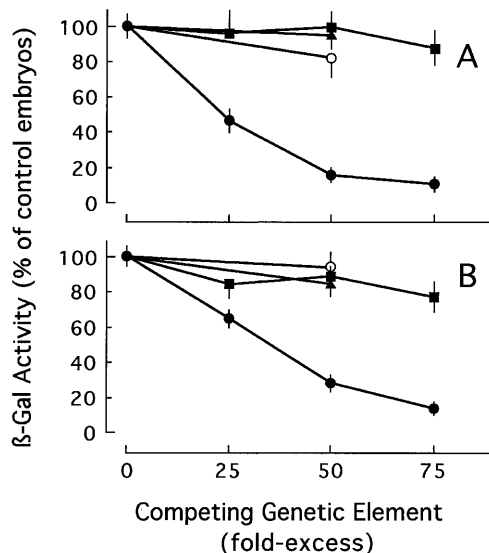 ß-Gal Activity (% of control embryos)
100
80
60
40
20
0
A
100
80
60
40
20
0
B
0 25 50 75
Competing Genetic Element
(fold-excess)